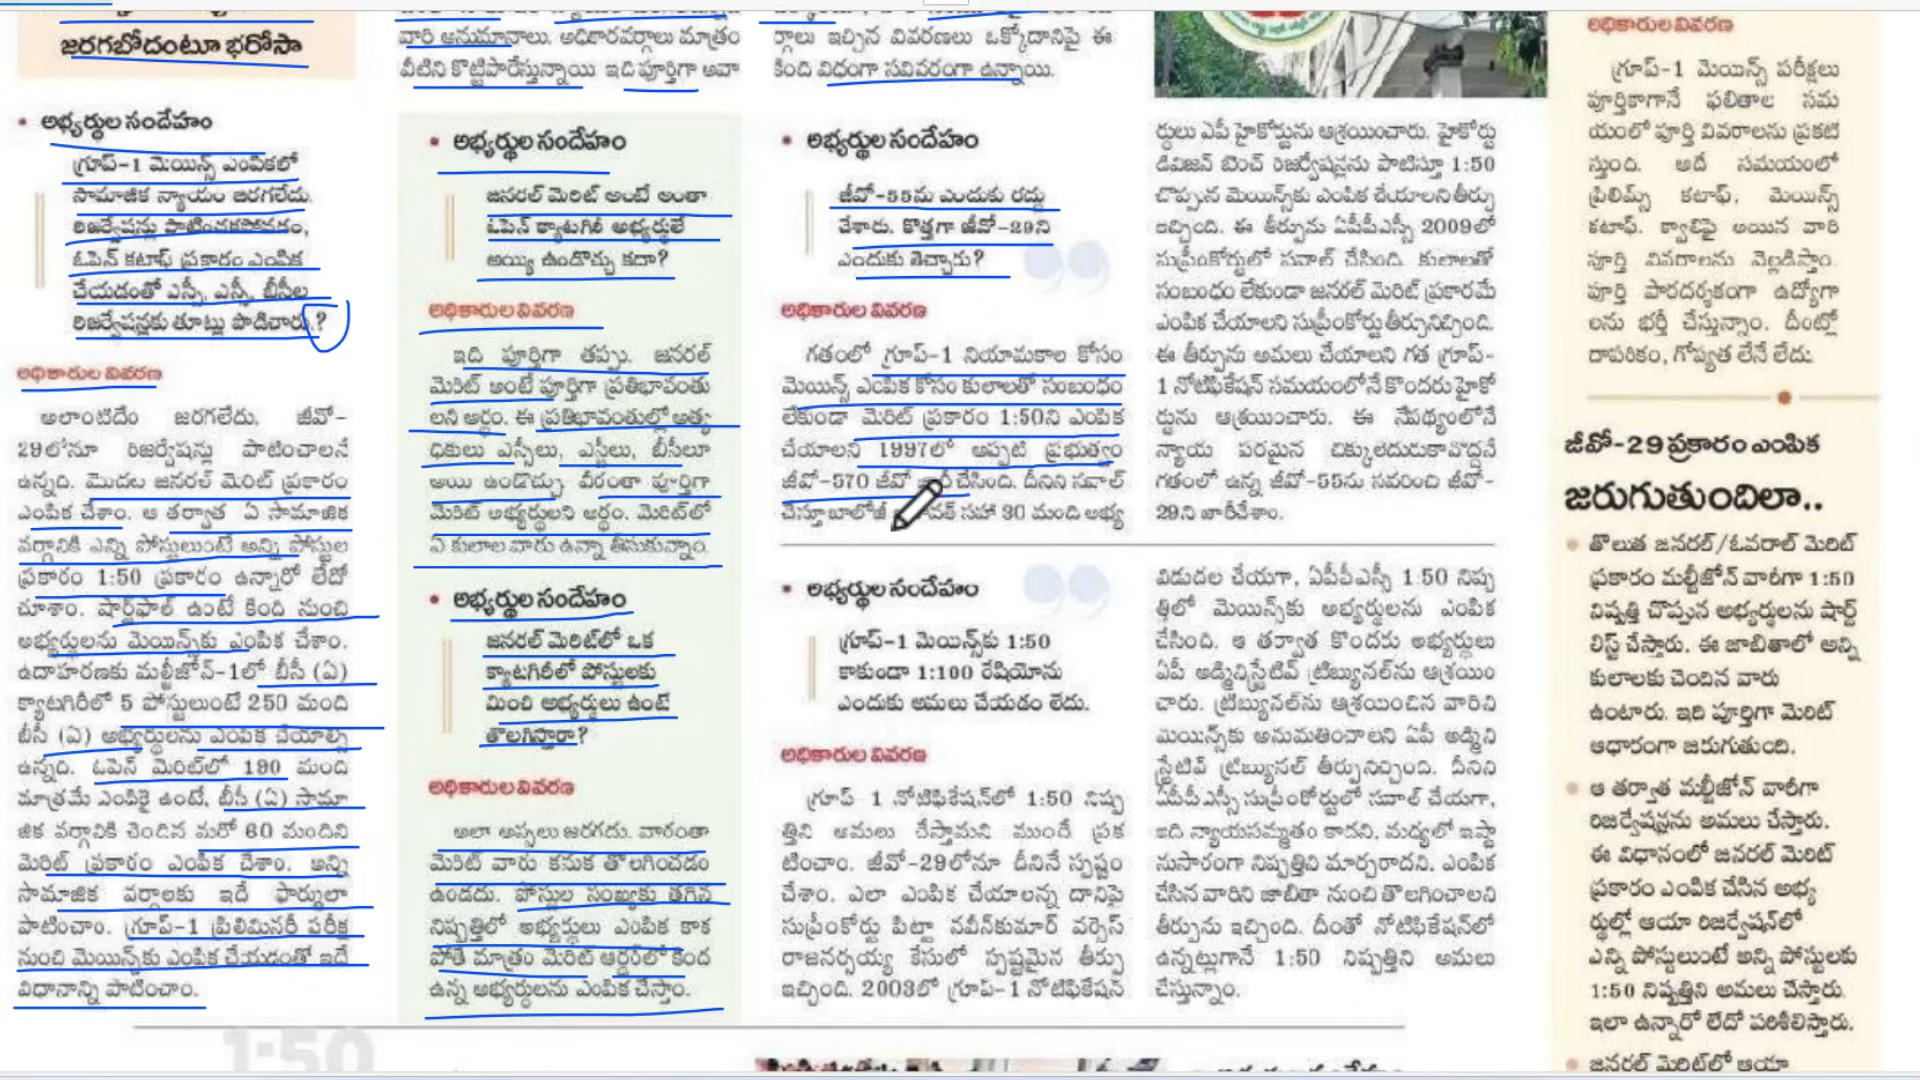 జరగబోదంటూ భరోసా
• అభ్యర్థుల సందేహం
గ్రూప్-1 మెయిన్స్ ఎంపికలో
సామాజిక న్యాయం జరగలేదు.
రిజర్వేషన్లు పాటించకపోవడం,
ఓపెన్ కటాఫ్ ప్రకారం ఎంపిక
చేయడంతో ఎస్సీ, ఎస్టీ, బీసీల
రిజర్వేషన్లకు తూట్లు పొడిచారు.?
అధికారుల వివరణ
అలాంటిదేం జరగలేదు. జీవో-
29లోనూ రిజర్వేషన్లు పాటించాలనే
ఉన్నది. మొదట జనరల్ మెరిట్ ప్రకారం
ఎంపిక చేశాం. ఆ తర్వాత ఏ సామాజిక
వర్గానికి ఎన్ని పోస్టులుంటే అన్ని పోస్టుల
ప్రకారం 1:50 ప్రకారం ఉన్నారో లేదో
చూశాం. షార్ట్‌ఫాల్ ఉంటే కింది నుంచి
అభ్యర్థులను మెయిన్స్‌కు ఎంపిక చేశాం.
ఉదాహరణకు మల్టీజోన్-1లో బీసీ (ఏ)
క్యాటగిరీలో 5 పోస్టులుంటే 250 మంది
బీసీ (ఏ) అభ్యర్థులను ఎంపిక చేయాల్సి
ఉన్నది. ఓపెన్ మెరిట్‌లో 190 మంది
మాత్రమే ఎంపికై ఉంటే, బీసీ (ఏ) సామా
జిక వర్గానికి చెందిన మరో 60 మందిని
మెరిట్ ప్రకారం ఎంపిక చేశాం. అన్ని
సామాజిక వర్గాలకు ఇదే ఫార్ములా
పాటించాం. గ్రూప్-1 ప్రిలిమినరీ పరీక్ష
నుంచి మెయిన్స్‌కు ఎంపిక చేయడంతో ఇదే
విధానాన్ని పాటించాం.
1:50
వారి అనుమానాలు. అధికారవర్గాలు మాత్రం
వీటిని కొట్టిపారేస్తున్నాయి ఇది పూర్తిగా అవా
• అభ్యర్థుల సందేహం
జనరల్ మెరిట్ అంటే అంతా
ఓపెన్ క్యాటగిరీ అభ్యర్థులే
అయ్యి ఉండొచ్చు కదా?
అధికారుల వివరణ
ఇది పూర్తిగా తప్పు. జనరల్
మెరిట్ అంటే పూర్తిగా ప్రతిభావంతు
లని అర్థం. ఈ ప్రతిభావంతుల్లో అత్య
ధికులు ఎస్సీలు, ఎస్టీలు, బీసీలూ
అయి ఉండొచ్చు. వీరంతా పూర్తిగా
మెరిట్ అభ్యర్థులని అర్థం. మెరిట్‌లో
ఏ కులాల వారు ఉన్నా తీసుకున్నాం.
• అభ్యర్థుల సందేహం
జనరల్ మెరిట్‌లో ఒక
క్యాటగిరీలో పోస్టులకు
మించి అభ్యర్థులు ఉంటే
తొలగిస్తారా?
అధికారుల వివరణ
అలా అస్సలు జరగదు. వారంతా
మెరిట్ వారు కనుక తొలగించడం
ఉండదు. పోస్టుల సంఖ్యకు తగిన
నిష్పత్తిలో అభ్యర్థులు ఎంపిక కాక
పోతే మాత్రం మెరిట్ ఆర్డర్‌లో కింద
ఉన్న అభ్యర్థులను ఎంపిక చేస్తాం.
ర్గాలు ఇచ్చిన వివరణలు ఒక్కోదానిపై ఈ
కింది విధంగా సవివరంగా ఉన్నాయి.
• అభ్యర్థుల సందేహం
జీవో-55ను ఎందుకు రద్దు
చేశారు. కొత్తగా జీవో-29ని
ఎందుకు తెచ్చారు?
అధికారుల వివరణ
గతంలో గ్రూప్-1 నియామకాల కోసం
మెయిన్స్ ఎంపిక కోసం కులాలతో సంబంధం
లేకుండా మెరిట్ ప్రకారం 1:50ని ఎంపిక
చేయాలని 1997లో అప్పటి ప్రభుత్వం
జీవో-570 జీవో చేసింది. దీనిని సవాల్
చేస్తూ బాలోజీ సహా 30 మంది అభ్య
ర్థులు ఎపీ హైకోర్టును ఆశ్రయించారు. హైకోర్టు
డివిజన్ బెంచ్ రిజర్వేషన్లను పాటిస్తూ 1:50
చొప్పున మెయిన్స్‌కు ఎంపిక చేయాలని తీర్పు
ఇచ్చింది. ఈ తీర్పును ఏపీపీఎస్సీ 2009లో
సుప్రీంకోర్టులో సవాల్ చేసింది. కులాలతో
సంబంధం లేకుండా జనరల్ మెరిట్ ప్రకారమే
ఎంపిక చేయాలని సుప్రీంకోర్టు తీర్పునిచ్చింది.
ఈ తీర్పును అమలు చేయాలని గత గ్రూప్-
1 నోటిఫికేషన్ సమయంలోనే కొందరు హైకో
ర్టును ఆశ్రయించారు. ఈ నేపథ్యంలోనే
న్యాయ పరమైన చిక్కులెదురుకావొద్దనే
గతంలో ఉన్న జీవో-55ను సవరించి జీవో-
29ని జారీచేశాం.
• అభ్యర్థుల సందేహం
గ్రూప్-1 మెయిన్స్‌కు 1:50
కాకుండా 1:100 రేషియోను
ఎందుకు అమలు చేయడం లేదు.
అధికారుల వివరణ
గ్రూప్ 1 నోటిఫికేషన్‌లో 1:50 నిష్ప
త్తిని అమలు చేస్తామని ముందే ప్రక
టించాం. జీవో-29లోనూ దీనినే స్పష్టం
చేశాం. ఎలా ఎంపిక చేయాలన్న దానిపై
సుప్రీంకోర్టు పిట్టా నవీన్‌కుమార్ వర్సెస్
రాజనర్సయ్య కేసులో స్పష్టమైన తీర్పు
ఇచ్చింది. 2008లో గ్రూప్-1 నోటిఫికేషన్
విడుదల చేయగా, ఏపీపీఎస్సీ 1:50 నిష్ప
త్తిలో మెయిన్స్‌కు అభ్యర్థులను ఎంపిక
చేసింది. ఆ తర్వాత కొందరు అభ్యర్థులు
ఏపీ అడ్మినిస్ట్రేటివ్ ట్రిబ్యునల్‌ను ఆశ్రయిం
చారు. ట్రిబ్యునల్‌ను ఆశ్రయించిన వారిని
మెయిన్స్‌కు అనుమతించాలని ఏపీ అడ్మిని
స్ట్రేటివ్ ట్రిబ్యునల్ తీర్పునిచ్చింది. దీనిని
ఏపీపీఎస్సీ సుప్రీంకోర్టులో సవాల్ చేయగా,
ఇది న్యాయసమ్మతం కాదని, మధ్యలో ఇష్టా
నుసారంగా నిష్పత్తిని మార్చరాదని, ఎంపిక
చేసిన వారిని జాబితా నుంచి తొలగించాలని
తీర్పును ఇచ్చింది. దీంతో నోటిఫికేషన్‌లో
ఉన్నట్లుగానే 1:50 నిష్పత్తిని అమలు
చేస్తున్నాం.
అధికారుల వివరణ
గ్రూప్-1 మెయిన్స్ పరీక్షలు
పూర్తికాగానే ఫలితాల సమ
యంలో పూర్తి వివరాలను ప్రకటి
స్తుంది. అదే సమయంలో
ప్రిలిమ్స్ కటాఫ్, మెయిన్స్
కటాఫ్, క్వాలిఫై అయిన వారి
పూర్తి వివరాలను వెల్లడిస్తాం.
పూర్తి పారదర్శకంగా ఉద్యోగా
లను భర్తీ చేస్తున్నాం. దీంట్లో
దాపరికం, గోప్యత లేనే లేదు.
జీవో-29 ప్రకారం ఎంపిక
జరుగుతుందిలా..
• తొలుత జనరల్/ఓవరాల్ మెరిట్
ప్రకారం మల్టీజోన్ వారీగా 1:50
నిష్పత్తి చొప్పున అభ్యర్థులను షార్ట్
లిస్ట్ చేస్తారు. ఈ జాబితాలో అన్ని
కులాలకు చెందిన వారు
ఉంటారు. ఇది పూర్తిగా మెరిట్
ఆధారంగా జరుగుతుంది.
• ఆ తర్వాత మల్టీజోన్ వారీగా
రిజర్వేషన్లను అమలు చేస్తారు.
ఈ విధానంలో జనరల్ మెరిట్
ప్రకారం ఎంపిక చేసిన అభ్య
ర్థుల్లో ఆయా రిజర్వేషన్‌లో
ఎన్ని పోస్టులుంటే అన్ని పోస్టులకు
1:50 నిష్పత్తిని అమలు చేస్తారు.
ఇలా ఉన్నారో లేదో పరిశీలిస్తారు.
• జనరల్ మెరిట్‌లో ఆయా